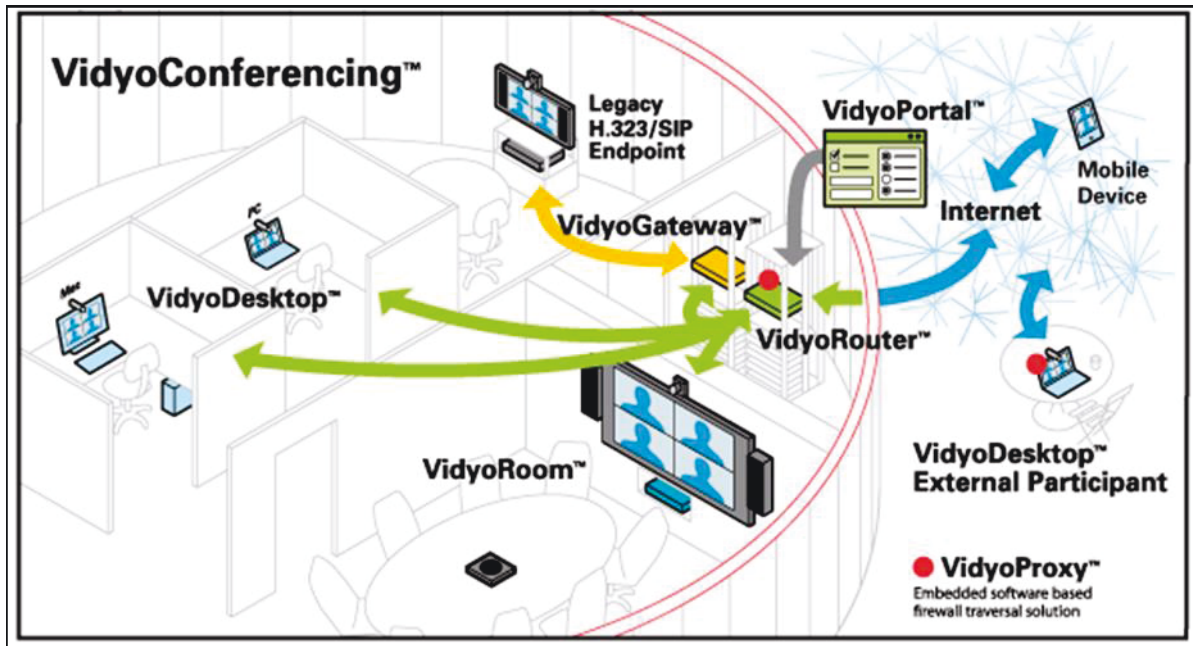 VidyoConferencing™
Legacy
H.323/SIP
Endpoint
VidyoPortal™
Mobile
Device
Internet
VidyoGateway™
PC
Mac
VidyoDesktop™
VidyoRouter™
VidyoRoom™
VidyoDesktop™
External Participant
VidyoProxy™
Embedded software based
firewall traversal solution